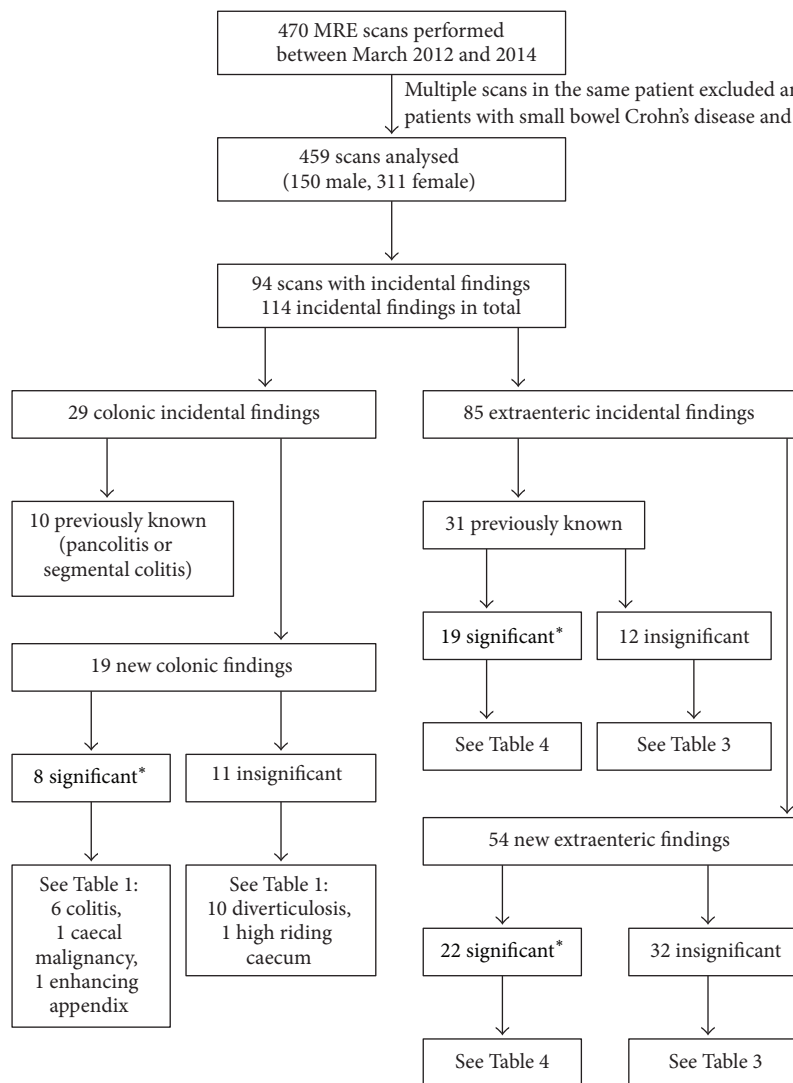 470 MRE scans performed
between March 2012 and 2014
Multiple scans in the same patient excluded
patients with small bowel Crohn's disease and
459 scans analysed
(150 male, 311 female)
94 scans with incidental findings
114 incidental findings in total
29 colonic incidental findings
85 extraenteric incidental findings
10 previously known
(pancolitis or
segmental colitis)
31 previously known
19 significant*
12 insignificant
See Table 4
See Table 3
19 new colonic findings
8 significant*
11 insignificant
See Table 1:
6 colitis,
1 caecal
malignancy,
1 enhancing
appendix
See Table 1:
10 diverticulosis,
1 high riding
caecum
54 new extraenteric findings
22 significant*
32 insignificant
See Table 4
See Table 3